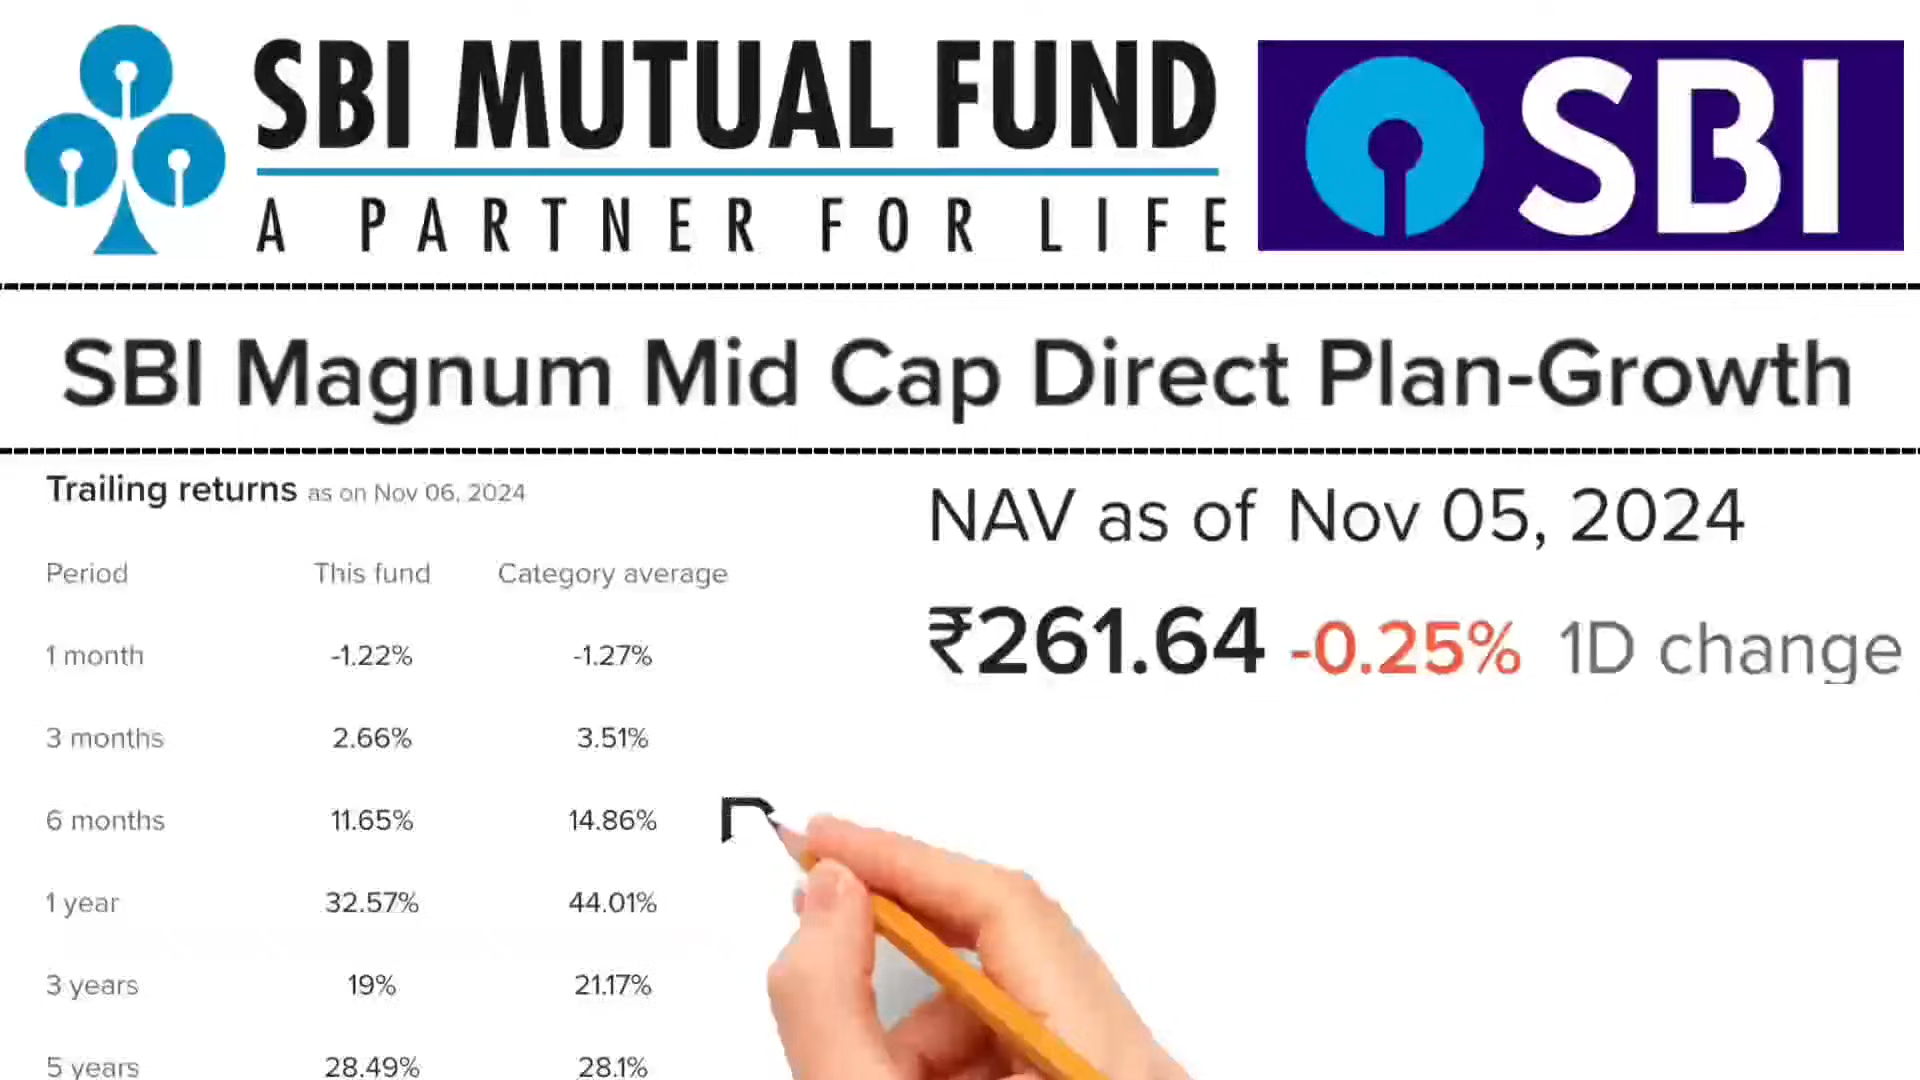 SBI MUTUAL FUND
A PARTNER FOR LIFE
SBI
SBI Magnum Mid Cap Direct Plan-Growth
Trailing returns as on Nov 06, 2024
Period This fund Category average
1 month -1.22% -1.27%
3 months 2.66% 3.51%
6 months 11.65% 14.86%
1 year 32.57% 44.01%
3 years 19% 21.17%
5 years 28.49% 28.1%
NAV as of Nov 05, 2024
₹261.64 -0.25% 1D change